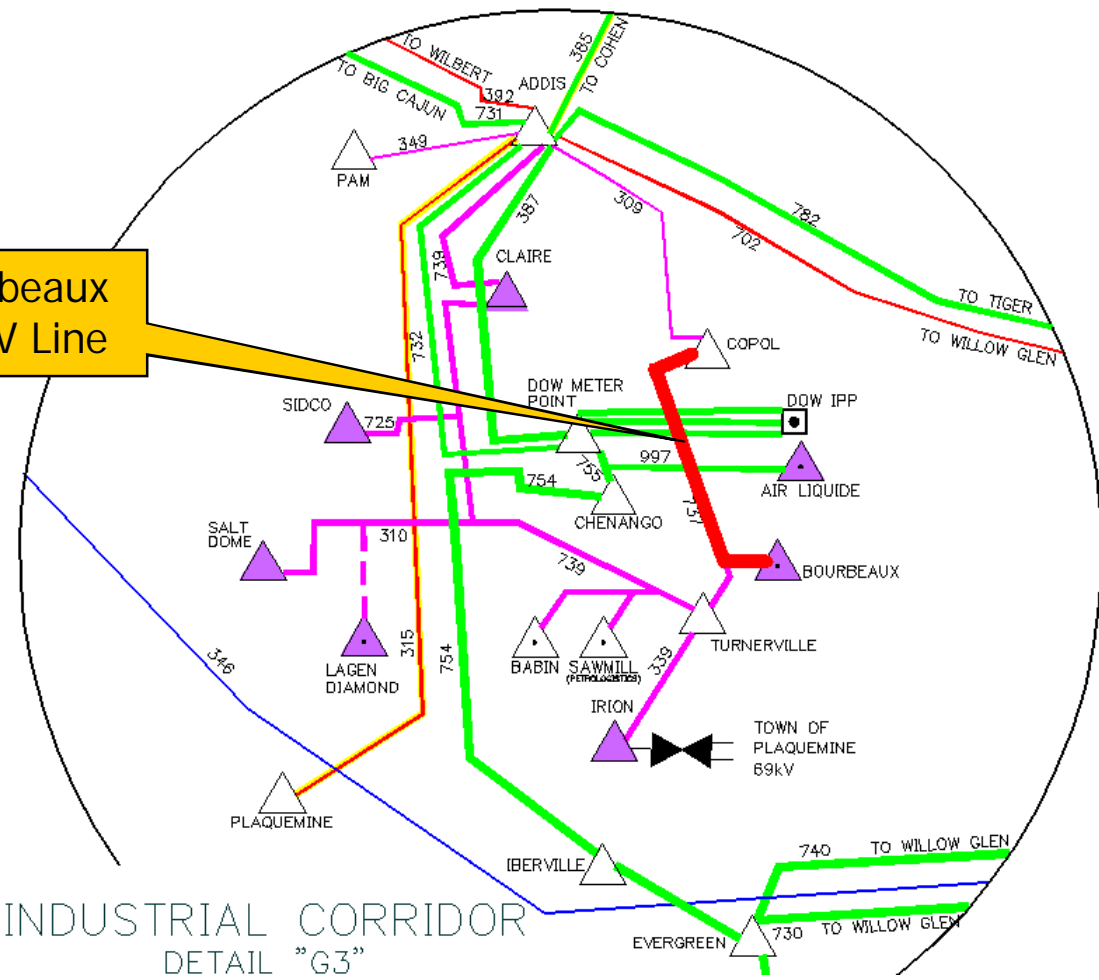 385
TO COHEN
TO WILBERT
TO BIG CAJUN
392
731
ADDIS
349
PAM
309
782
702
387
TO TIGER
TO WILLOW GLEN
739
CLAIRE
beaux
V Line
732
COPOL
DOW METER
POINT
DOW IPP
SIDCO
725
755
997
AIR LIQUIDE
754
CHENANGO
737
SALT
DOME
310
739
BOURBEAUX
315
754
346
LAGEN
DIAMOND
BABIN
SAWMILL
(PETROLOGISTICS)
TURNERVILLE
339
IRION
TOWN OF
PLAQUEMINE
69kV
PLAQUEMINE
IBERVILLE
740
TO WILLOW GLEN
EVERGREEN
730
TO WILLOW GLEN
INDUSTRIAL CORRIDOR
DETAIL "G3"